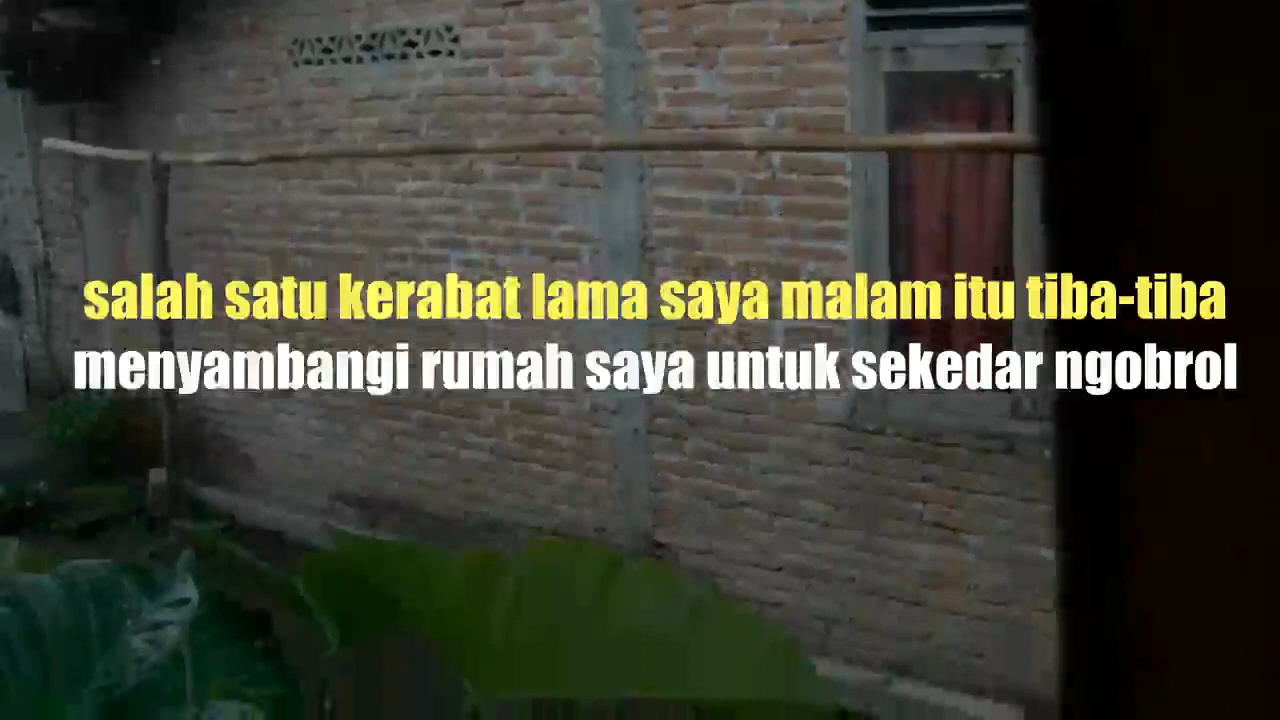 salah satu kerabat lama saya malam itu tiba-tiba
menyambangi rumah saya untuk sekedar ngobrol